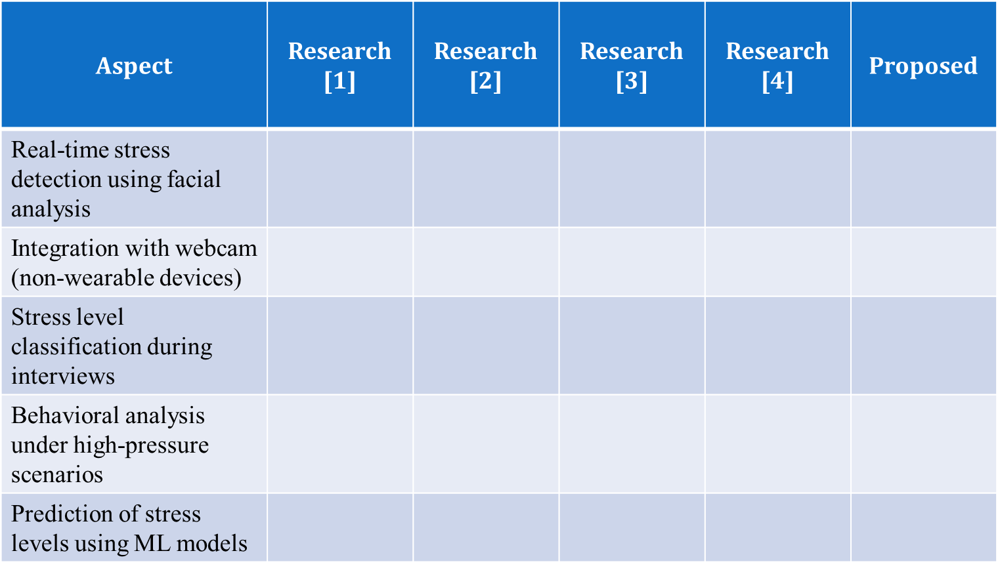 Aspect
Research
[1]
Research
[2]
Research
[3]
Research
[4]
Proposed
Real-time stress
detection using facial
analysis
Integration with webcam
(non-wearable devices)
Stress level
classification during
interviews
Behavioral analysis
under high-pressure
scenarios
Prediction of stress
levels using ML models